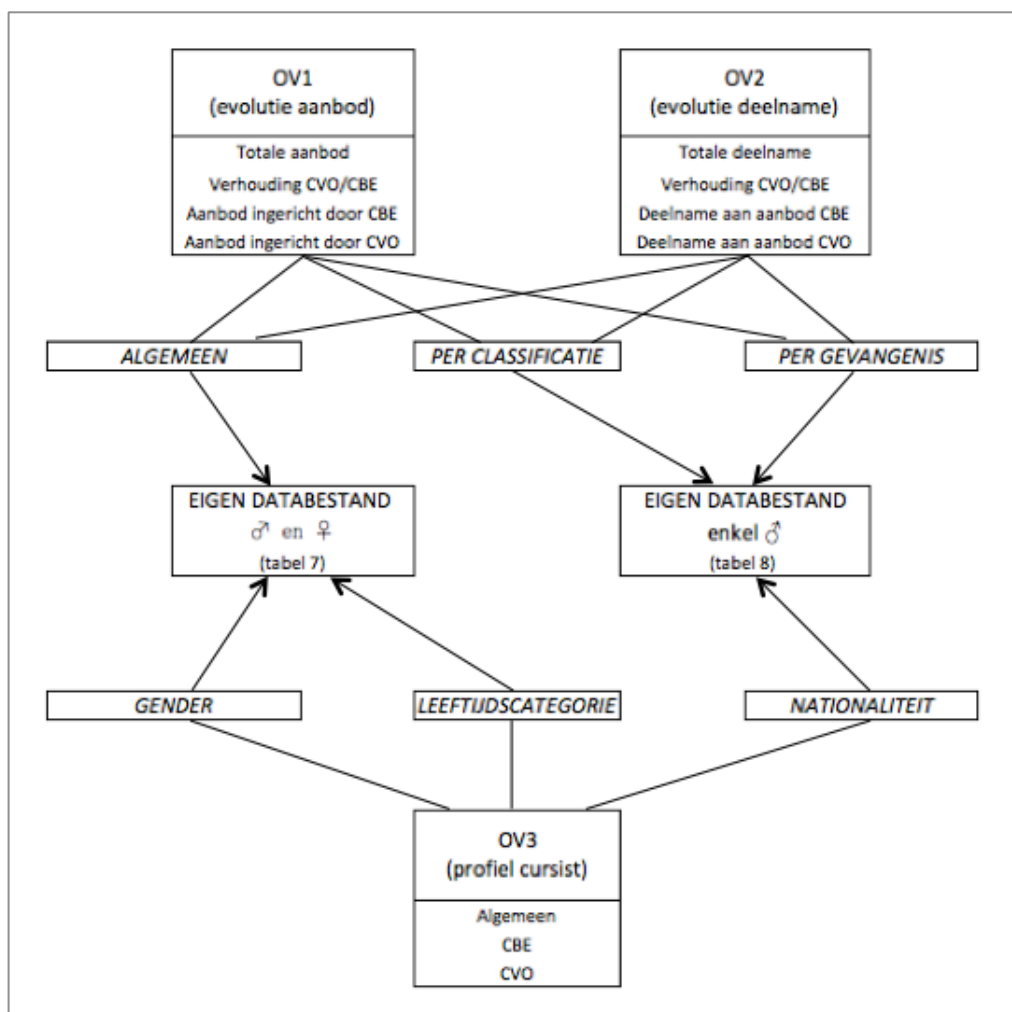 OV1
(evolutie aanbod)
Totale aanbod
Verhouding CVO/CBE
Aanbod ingericht door CBE
Aanbod ingericht door CVO
OV2
(evolutie deelname)
Totale deelname
Verhouding CVO/CBE
Deelname aan aanbod CBE
Deelname aan aanbod CVO
ALGEMEEN
PER CLASSIFICATIE
PER GEVANGENIS
EIGEN DATABESTAND
♂ en ♀
(tabel 7)
EIGEN DATABESTAND
enkel ♂
(tabel 8)
GENDER
LEEFTIJDSCATEGORIE
NATIONALITEIT
OV3
(profiel cursist)
Algemeen
CBE
CVO